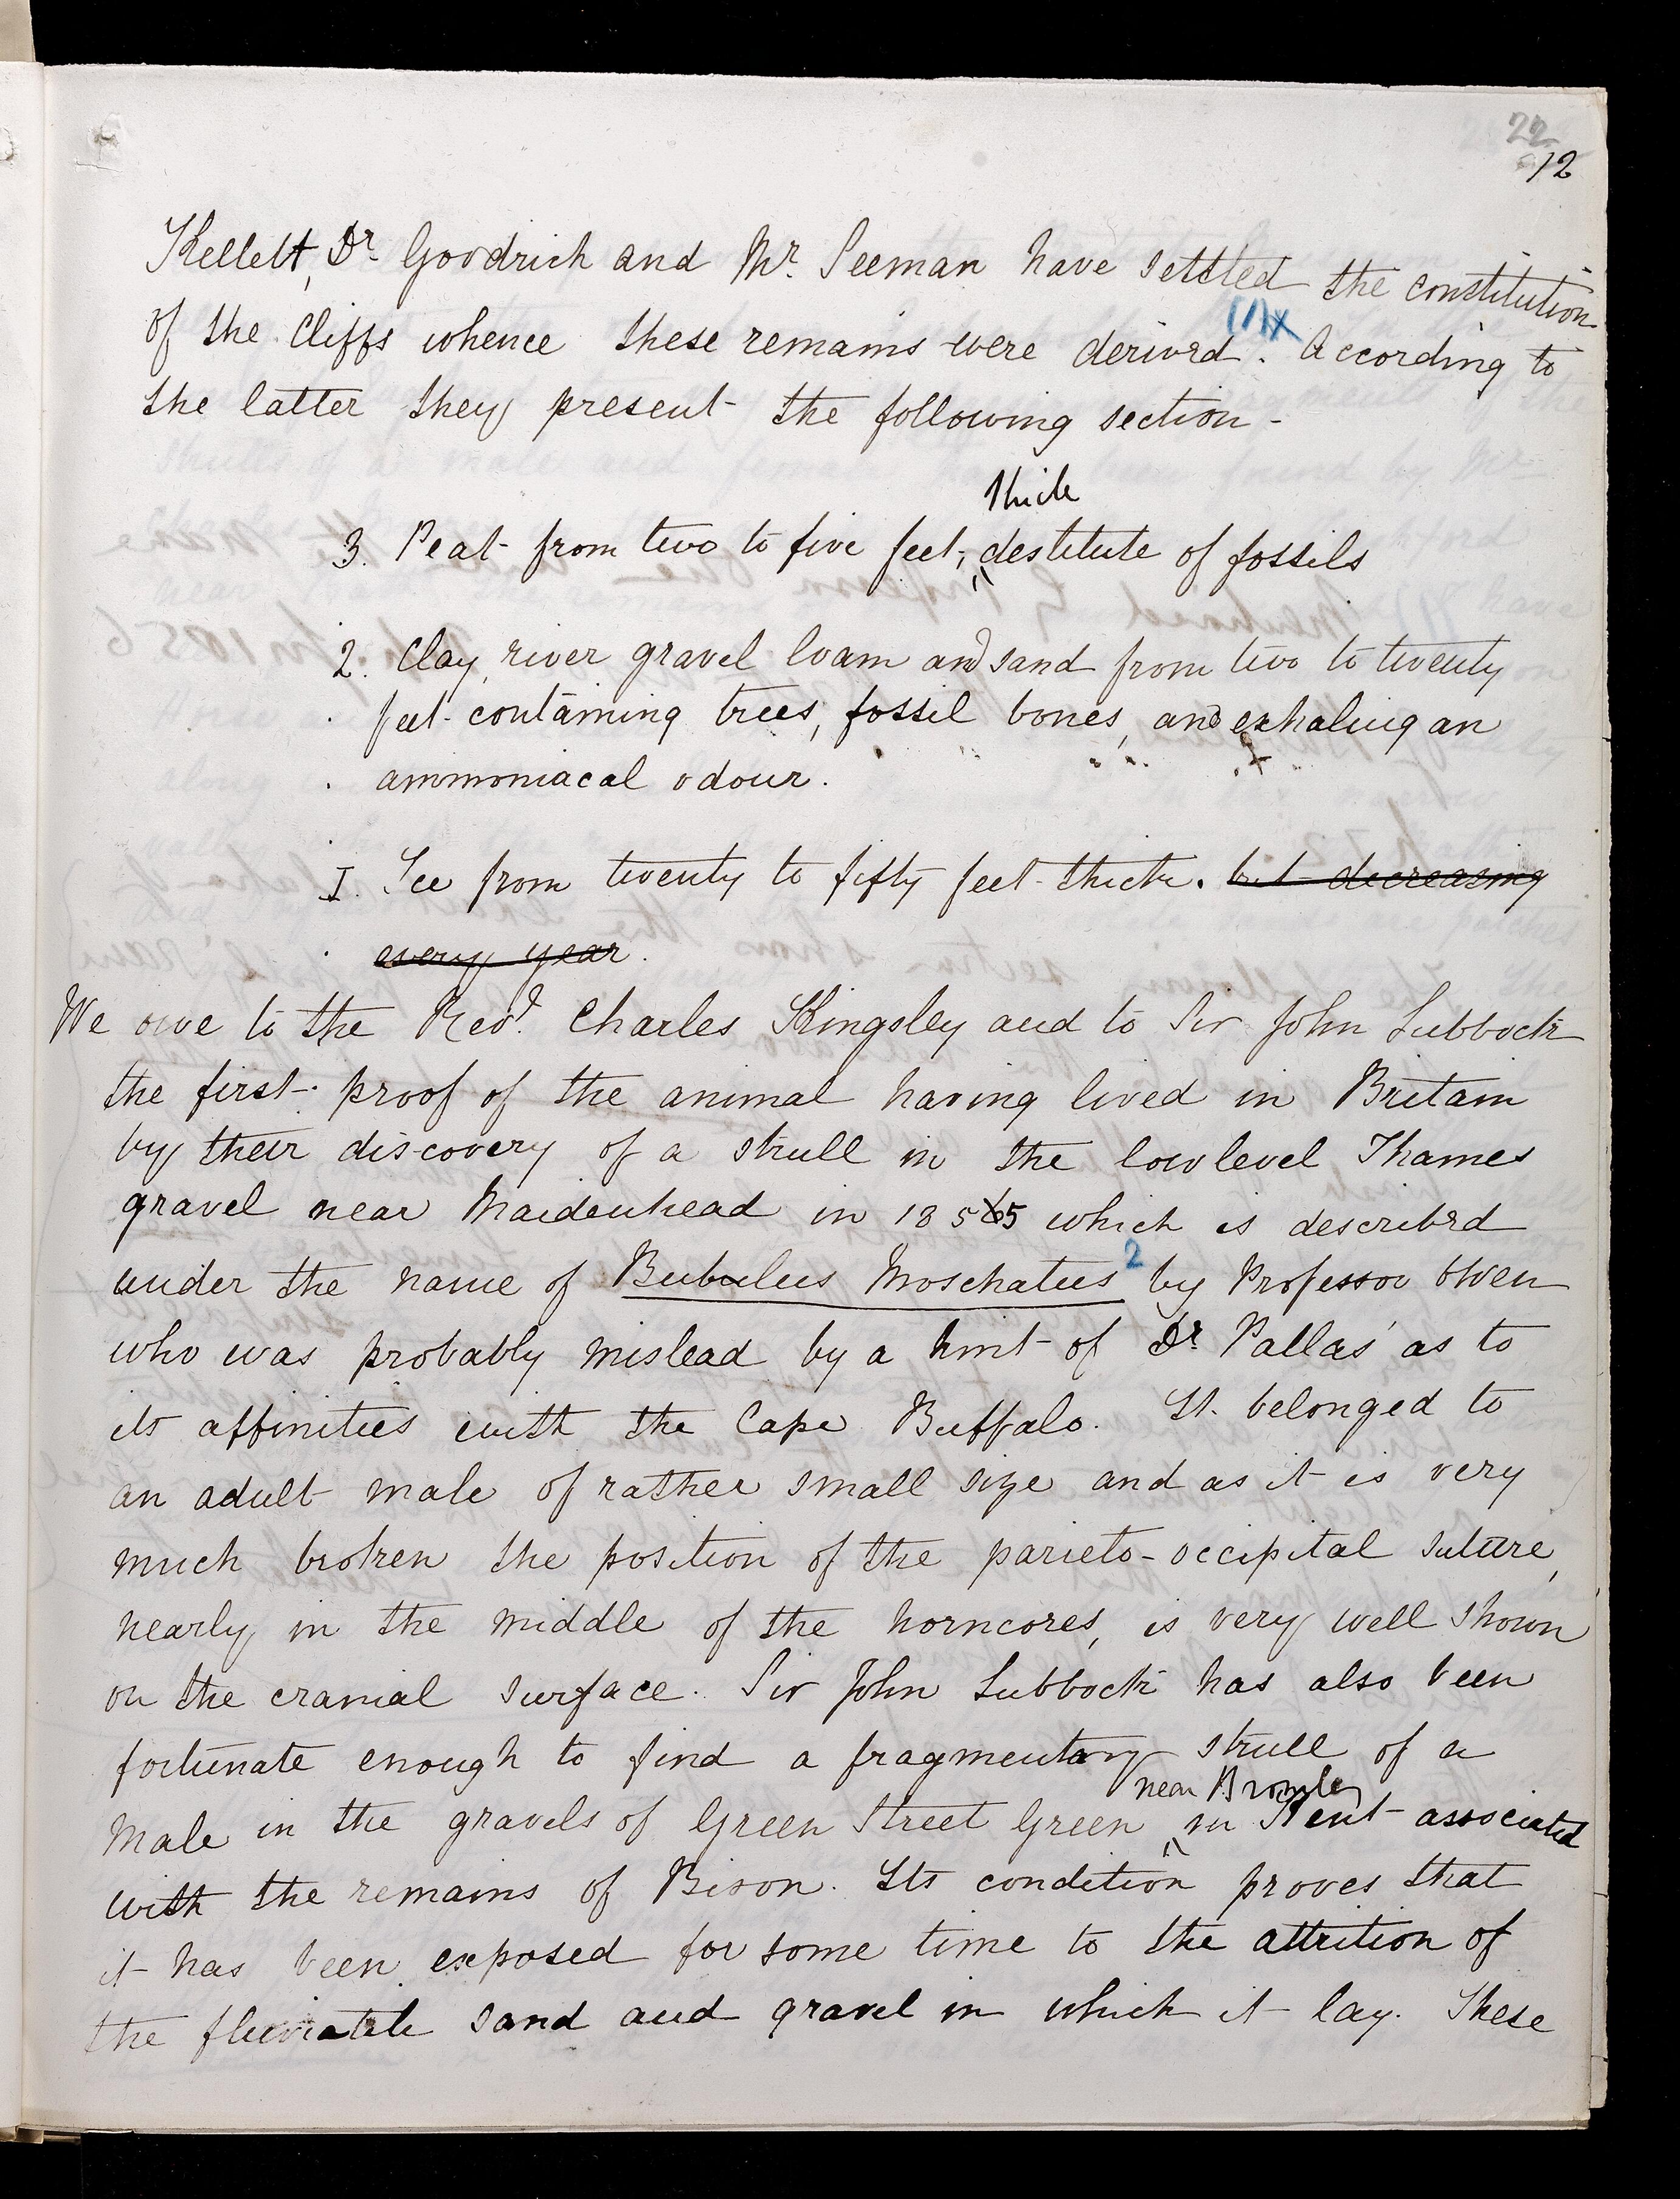 22
12
Kellett, Dr. Goodrich and Mr. Seeman have settled the constitution
of the cliffs whence these remains were derived (1)x. According to
the latter they present the following section -
thick
3. Peat from two to five feet, destitute of fossils
2. Clay, river gravel loam and sand from two to twenty
feet containing trees, fossil bones, and exhaling an
ammoniacal odour.
I. Ice from twenty to fifty feet thick. but decreasing
every year.
We owe to the Revd. Charles Kingsley and to Sir John Lubbock
the first proof of the animal having lived in Britain
by their discovery of a skull in the low level Thames
gravel near Maidenhead in 1855 which is described
under the name of Bubulus Moschatus 2 by Professor Owen
who was probably mislead by a hint of Dr. Pallas as to
its affinities with the Cape Buffalo. It belonged to
an adult male of rather small size and as it is very
much broken the position of the parieto-occipital suture,
nearly in the middle of the horncores, is very well shown
on the cranial surface. Sir John Lubbock has also been
fortunate enough to find a fragmentary skull of a
near Bromley
male in the gravels of Green Street Green in Kent associated
with the remains of Bison. Its condition proves that
it has been exposed for some time to the attrition of
the fluviatile sand and gravel in which it lay. These